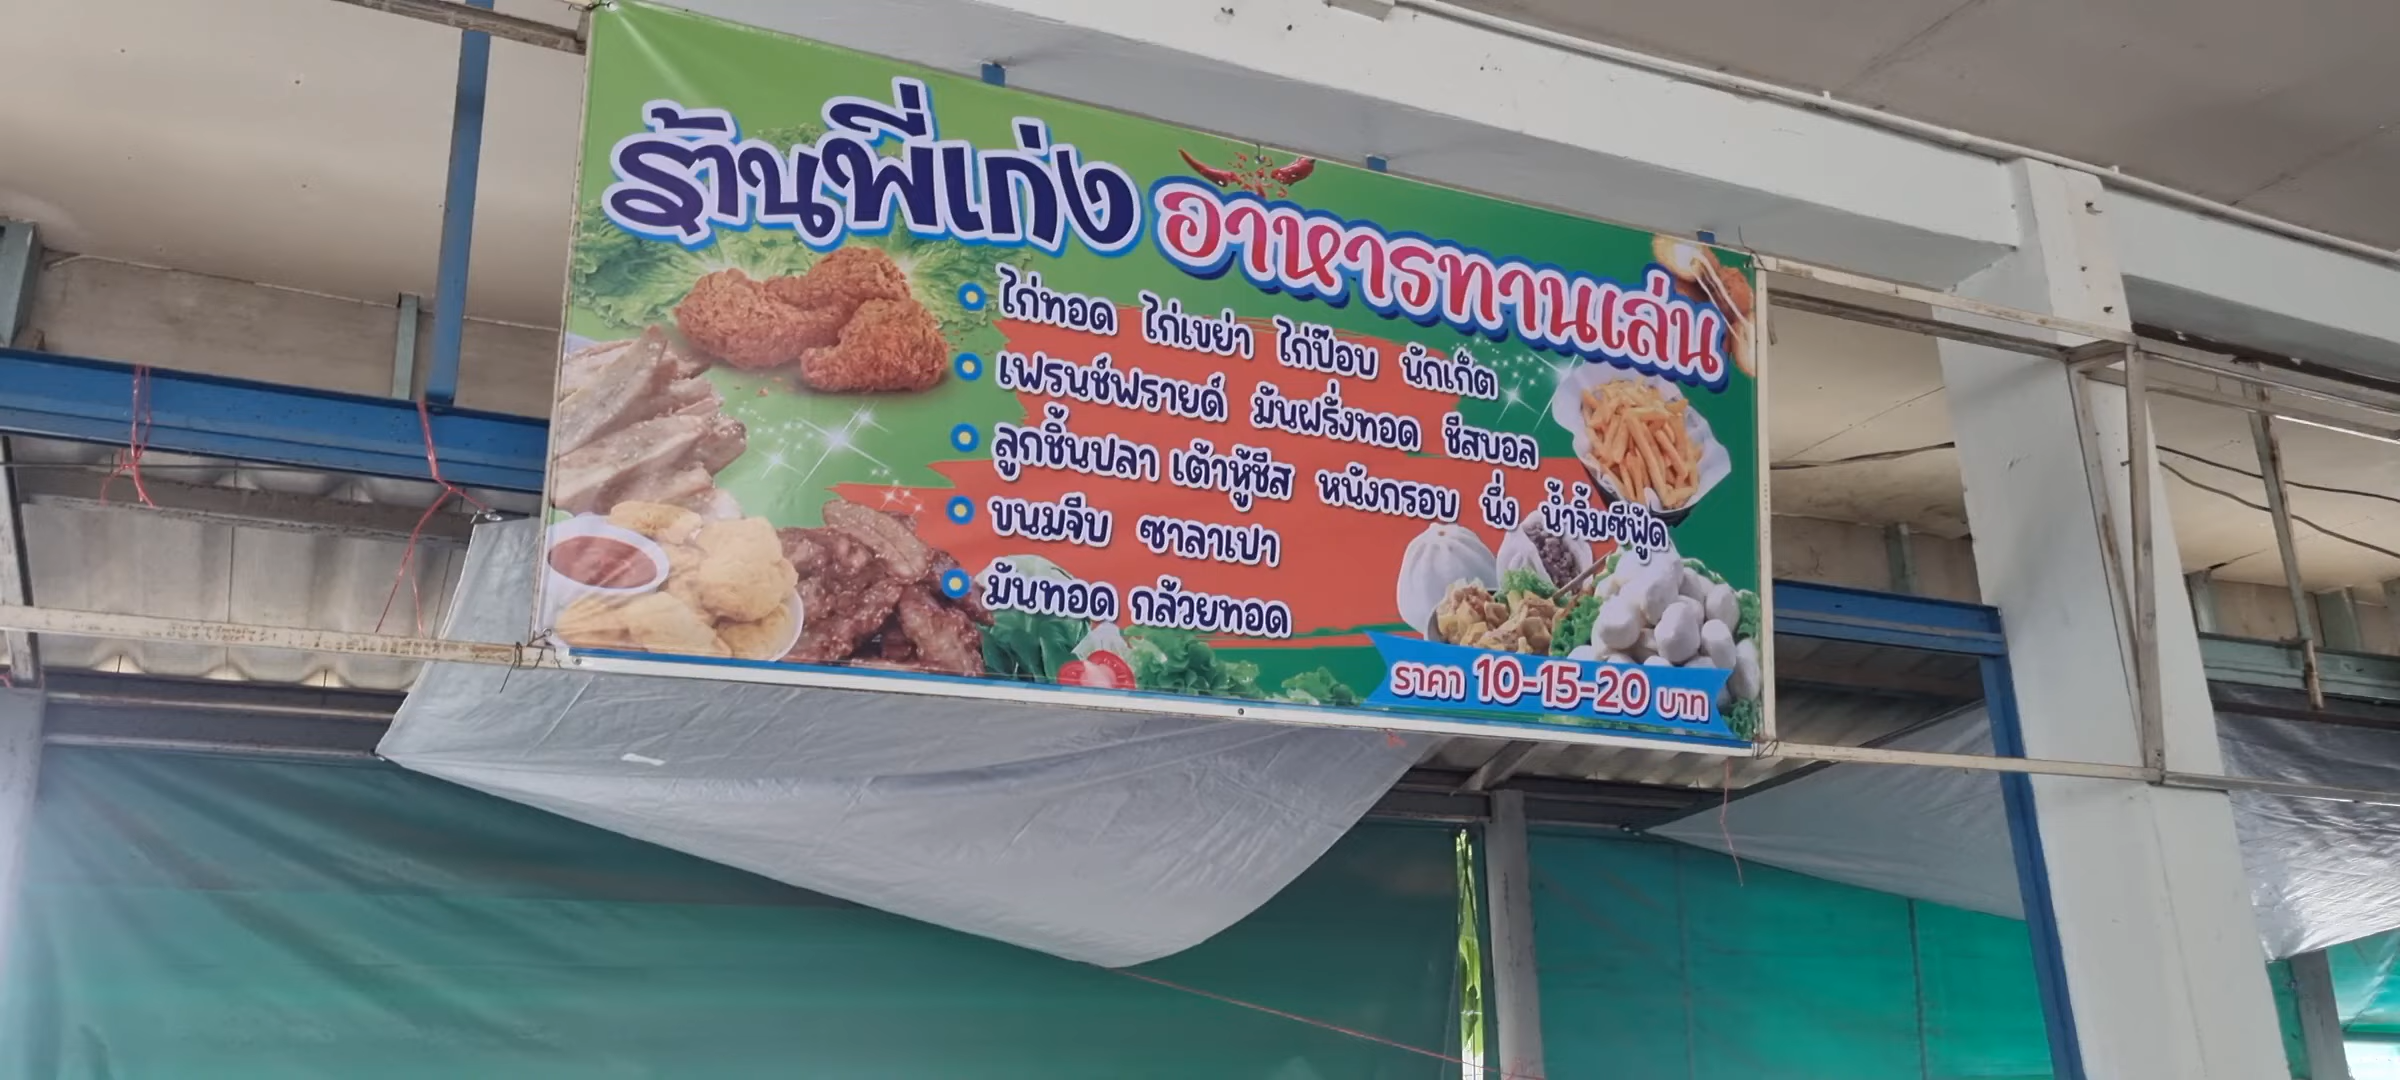 ร้านพี่เก่ง อาหารทานเล่น
ไก่ทอด ไก่เขย่า ไก่ป๊อบ นักเก็ต
เฟรนช์ฟรายด์ มันฝรั่งทอด ชีสบอล
ลูกชิ้นปลา เต้าหู้ชีส หนังกรอบ นึ่ง น้ำจิ้มซีฟู้ด
ขนมจีบ ซาลาเปา
มันทอด กล้วยทอด
ราคา 10-15-20 บาท